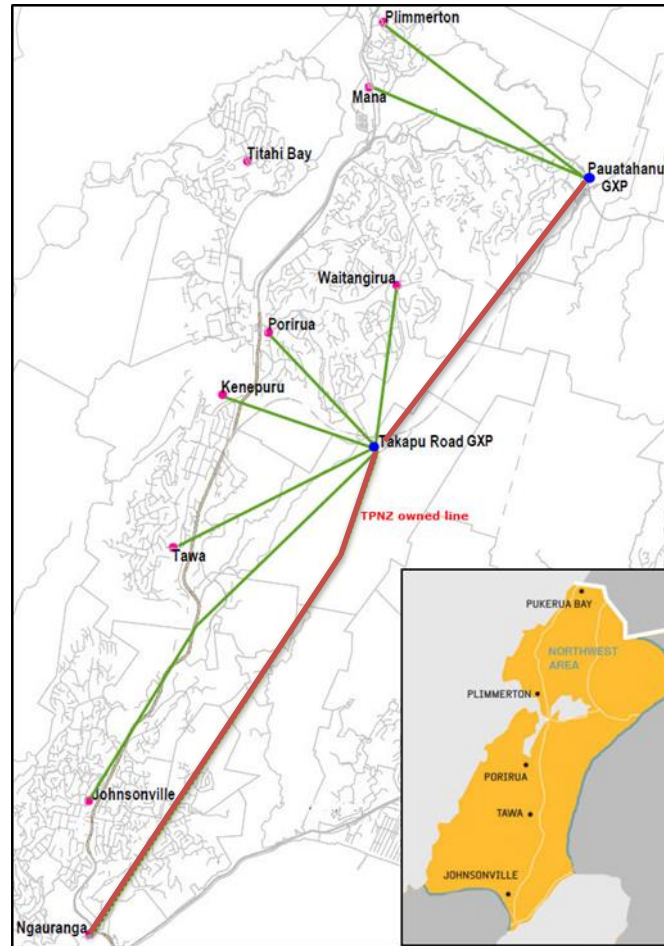 Plimmerton
Mana
Titahi Bay
Pauatahanui
GXP
Waitangirua
Porirua
Kenepuru
Takapu Road GXP
TPNZ owned line
Tawa
Johnsonville
Ngauranga
PUKERUA BAY
NORTHWEST
AREA
PLIMMERTON
PORIRUA
TAWA
JOHNSONVILLE